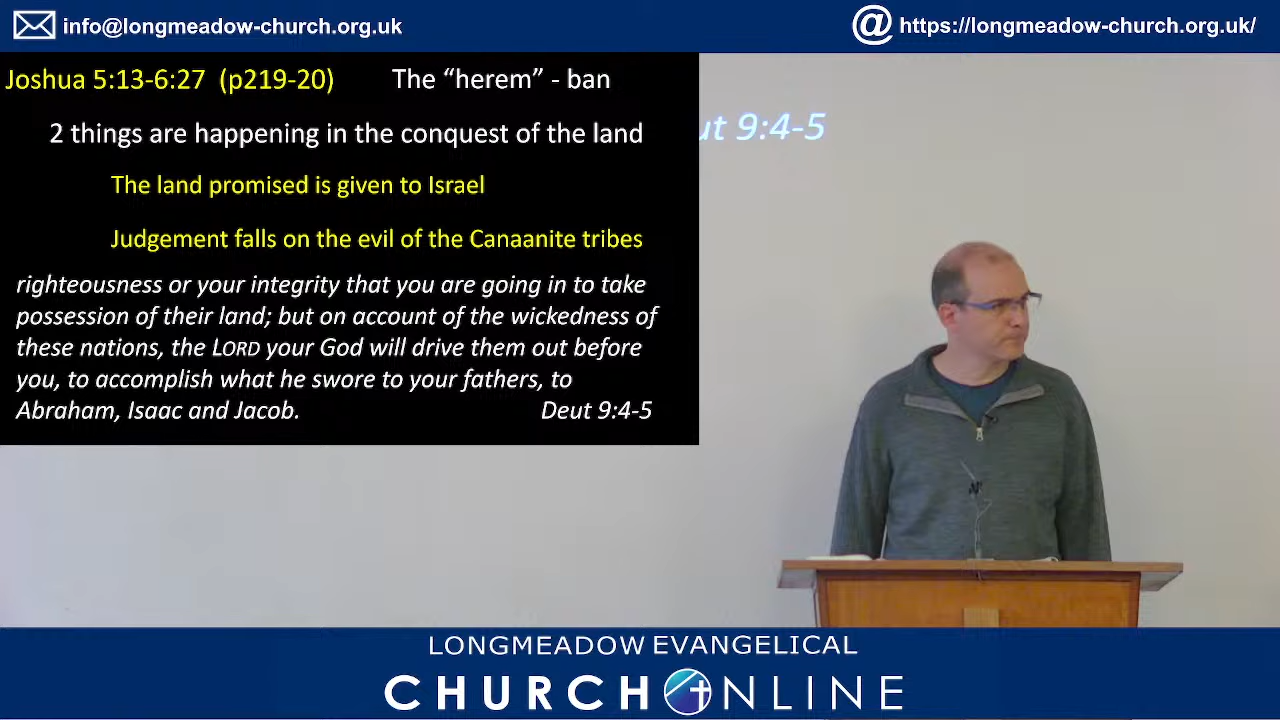 info@longmeadow-church.org.uk
@ https://longmeadow-church.org.uk/
Joshua 5:13-6:27 (p219-20) The “herem” - ban
2 things are happening in the conquest of the land
The land promised is given to Israel
Judgement falls on the evil of the Canaanite tribes
righteousness or your integrity that you are going in to take
possession of their land; but on account of the wickedness of
these nations, the LORD your God will drive them out before
you, to accomplish what he swore to your fathers, to
Abraham, Isaac and Jacob. Deut 9:4-5
ut 9:4-5
LONGMEADOW EVANGELICAL
CHURCH ONLINE